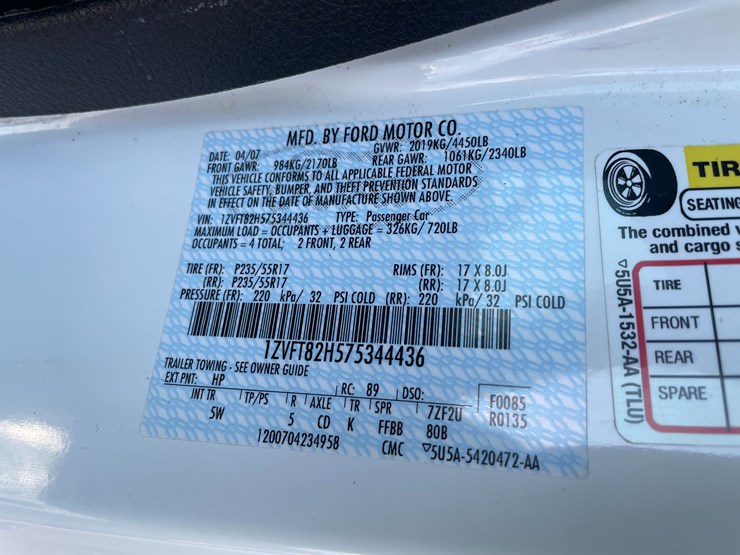 MFD. BY FORD MOTOR CO.
DATE: 04/07 GVWR: 2019KG/4450LB
FRONT GAWR: 984KG/2170LB REAR GAWR: 1061KG/2340LB
THIS VEHICLE CONFORMS TO ALL APPLICABLE FEDERAL MOTOR
VEHICLE SAFETY, BUMPER, AND THEFT PREVENTION STANDARDS
IN EFFECT ON THE DATE OF MANUFACTURE SHOWN ABOVE.
VIN: 1ZVFT82H575344436 TYPE: Passenger Car
MAXIMUM LOAD = OCCUPANTS + LUGGAGE = 326KG/720LB
OCCUPANTS = 4 TOTAL; 2 FRONT, 2 REAR
TIRE (FR): P235/55R17 RIMS (FR): 17 X 8.0J
(RR): P235/55R17 (RR): 17 X 8.0J
PRESSURE (FR): 220 kPa/ 32 PSI COLD (RR): 220 kPa/ 32 PSI COLD
1ZVFT82H575344436
TRAILER TOWING - SEE OWNER GUIDE
EXT PNT: HP RC: 89 DSO: F0085
INT TR TP/PS R AXLE TR SPR 7ZF2U R0135
5W 5 CD K FFBB 80B
1200704234958 CMC ▽5U5A-5420472-AA
TIR
SEATING
The combined
and cargo
TIRE
FRONT
REAR
SPARE
▽5U5A-1532-AA (TLU)